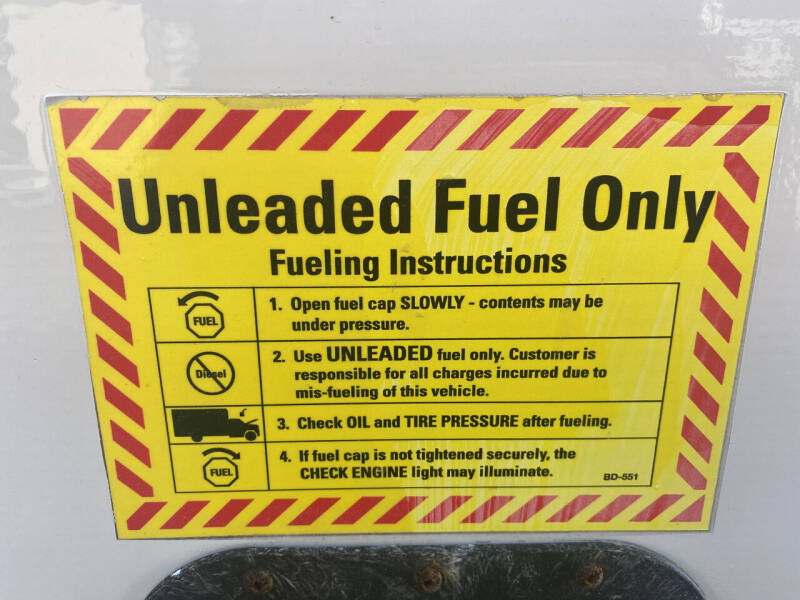 Unleaded Fuel Only
Fueling Instructions
FUEL
1. Open fuel cap SLOWLY - contents may be
under pressure.
Diesel
2. Use UNLEADED fuel only. Customer is
responsible for all charges incurred due to
mis-fueling of this vehicle.
3. Check OIL and TIRE PRESSURE after fueling.
FUEL
4. If fuel cap is not tightened securely, the
CHECK ENGINE light may illuminate.
BD-551